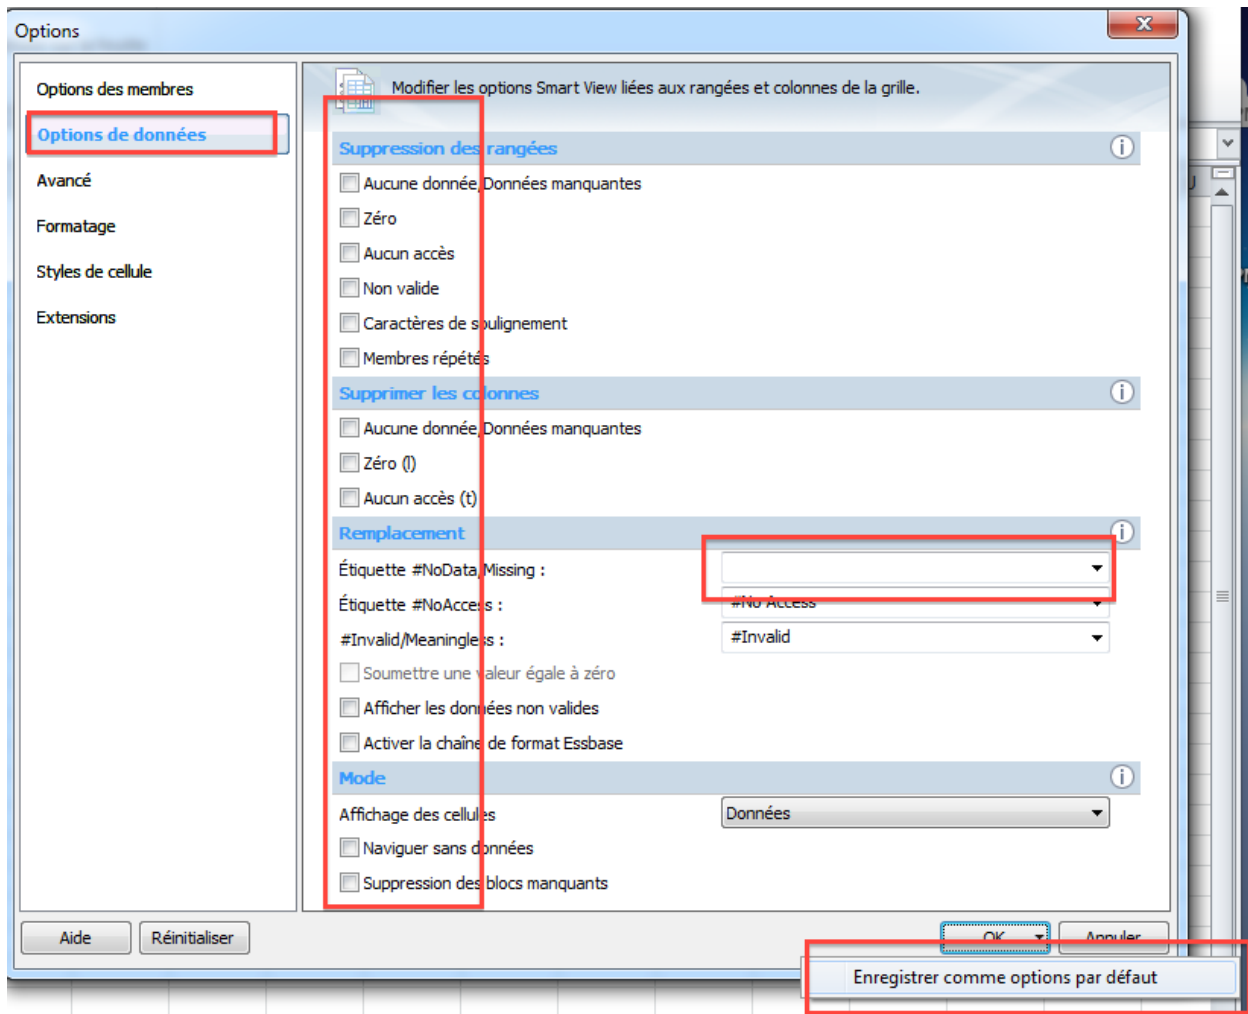 Options
Options des membres
Options de données
Avancé
Formatage
Styles de cellule
Extensions
Modifier les options Smart View liées aux rangées et colonnes de la grille.
Suppression des rangées
Aucune donnée/Données manquantes
Zéro
Aucun accès
Non valide
Caractères de soulignement
Membres répétés
Supprimer les colonnes
Aucune donnée/Données manquantes
Zéro (l)
Aucun accès (t)
Remplacement
Étiquette #NoData/Missing :
Étiquette #NoAccess : #No Access
#Invalid/Meaningless : #Invalid
Soumettre une valeur égale à zéro
Afficher les données non valides
Activer la chaîne de format Essbase
Mode
Affichage des cellules Données
Naviguer sans données
Suppression des blocs manquants
Aide Réinitialiser OK Annuler
Enregistrer comme options par défaut